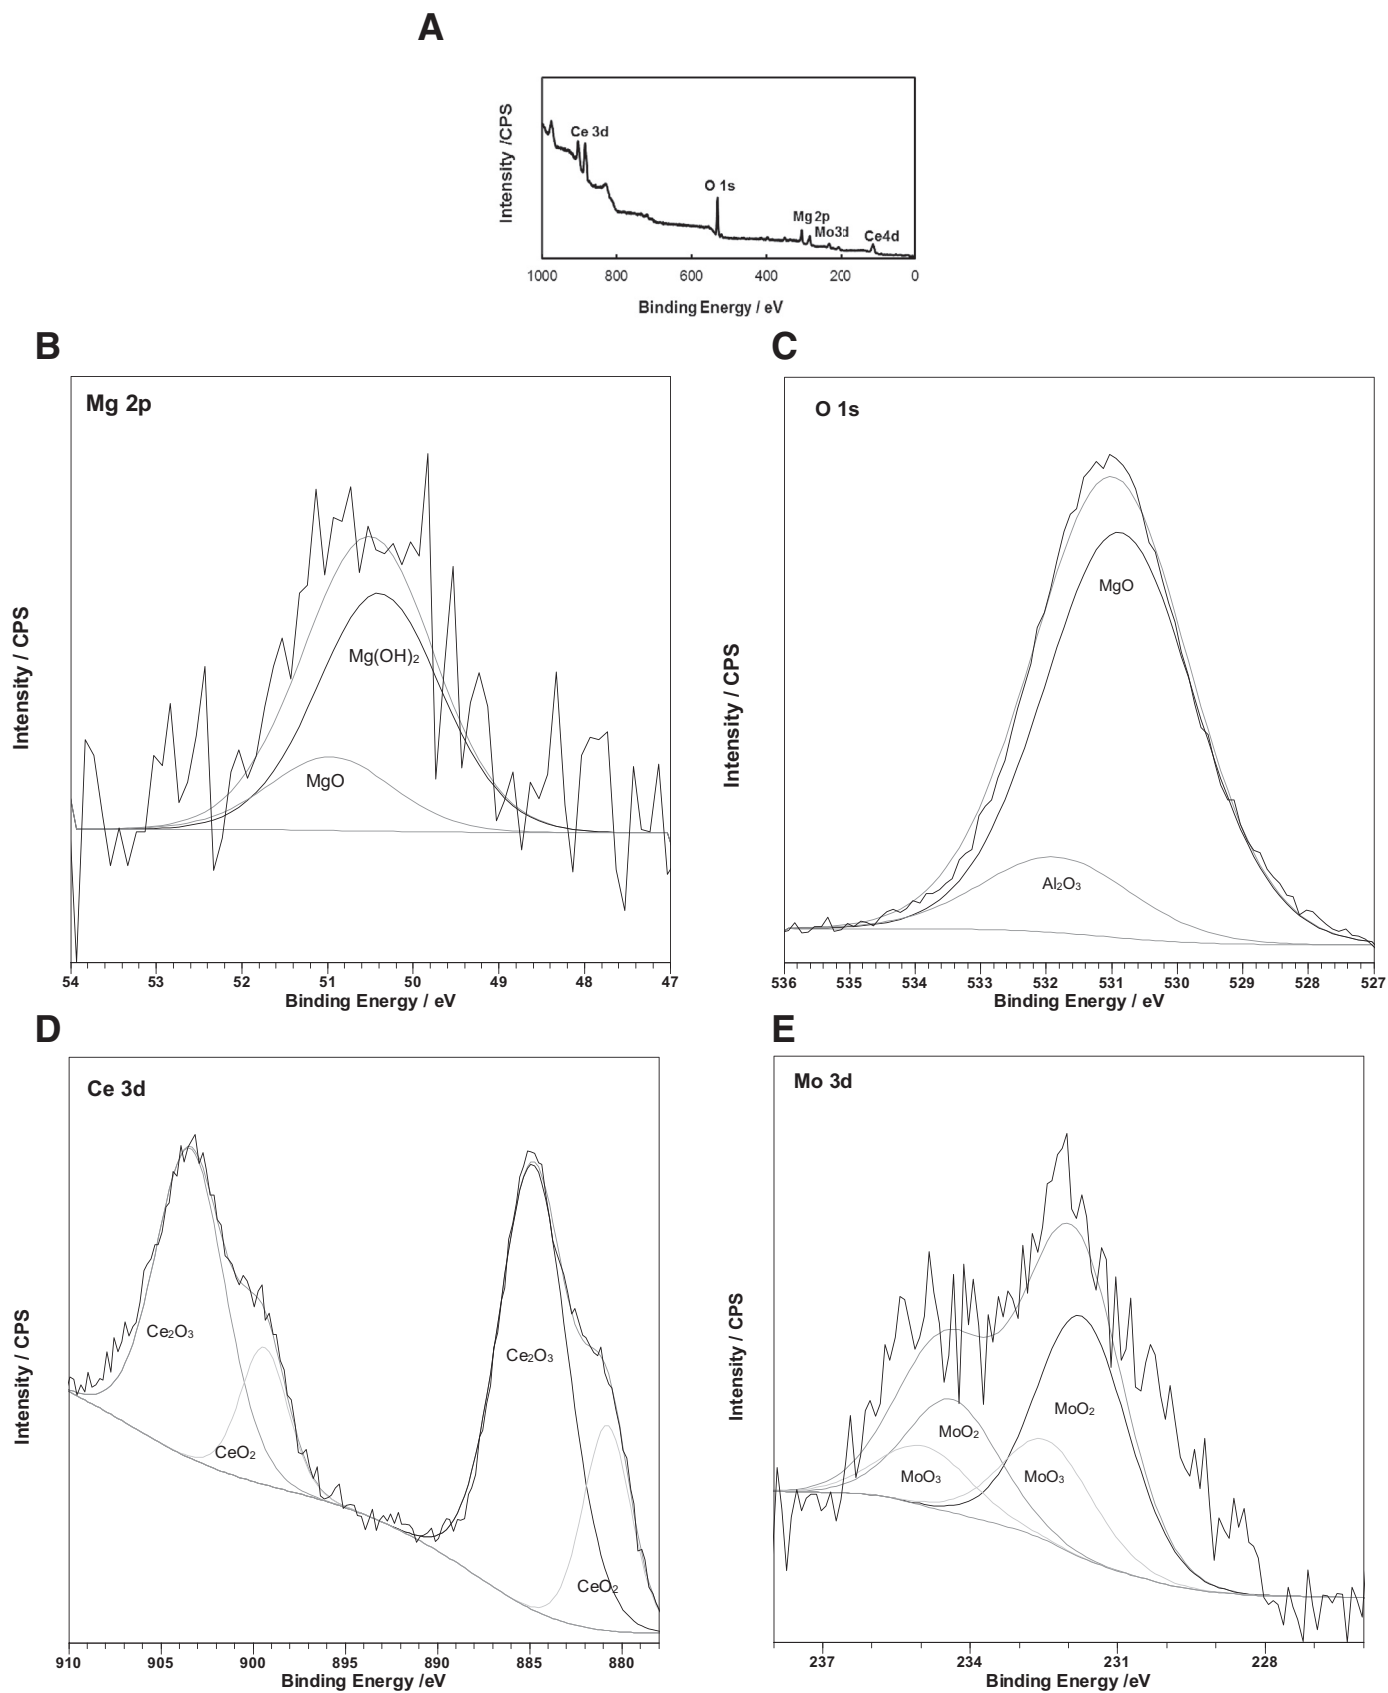 A
Intensity /CPS
Ce 3d
O 1s
Mg 2p
Mo3d
Ce4d
1000 800 600 400 200 0
Binding Energy / eV
B
Mg 2p
Intensity / CPS
Mg(OH)₂
MgO
54 53 52 51 50 49 48 47
Binding Energy / eV
C
O 1s
Intensity / CPS
MgO
Al₂O₃
536 535 534 533 532 531 530 529 528 527
Binding Energy / eV
D
Ce 3d
Intensity / CPS
Ce₂O₃
Ce₂O₃
CeO₂
CeO₂
910 905 900 895 890 885 880
Binding Energy /eV
E
Mo 3d
Intensity / CPS
MoO₂
MoO₂
MoO₃
MoO₃
237 234 231 228
Binding Energy / eV